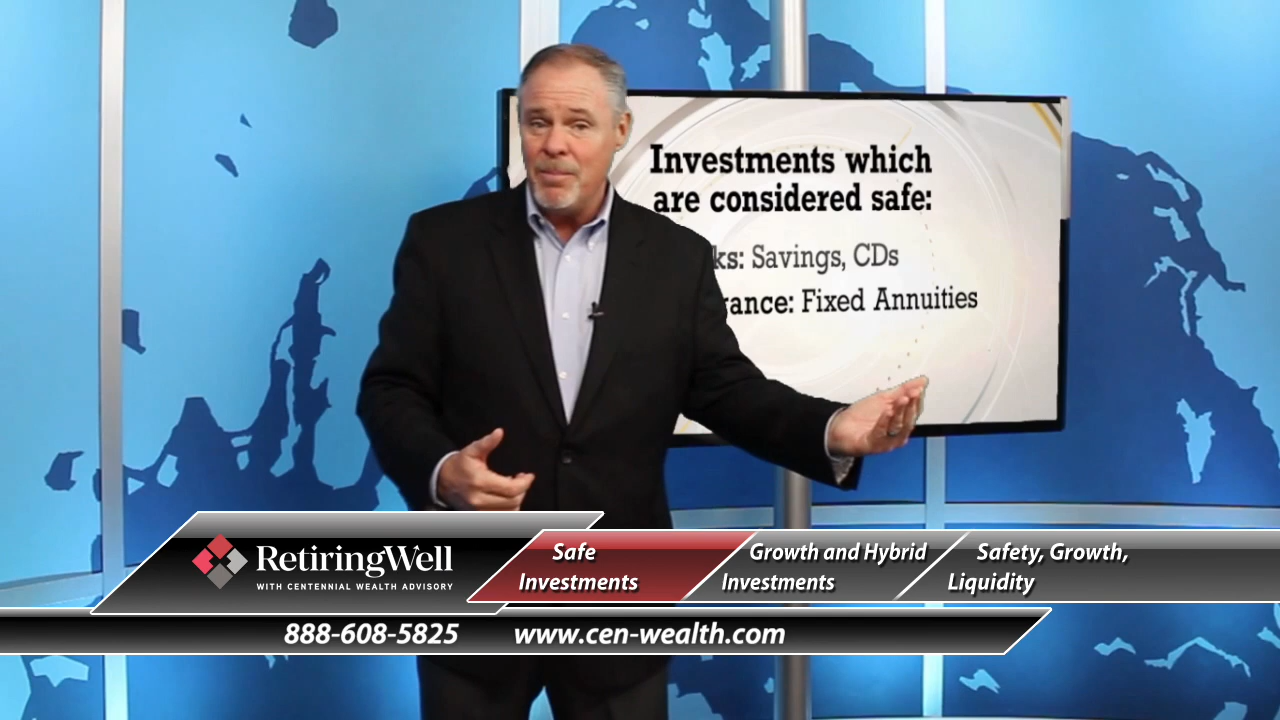 Investments which
are considered safe:
ks: Savings, CDs
rance: Fixed Annuities
RetiringWell
WITH CENTENNIAL WEALTH ADVISORY
Safe
Investments
Growth and Hybrid
Investments
Safety, Growth,
Liquidity
888-608-5825 www.cen-wealth.com